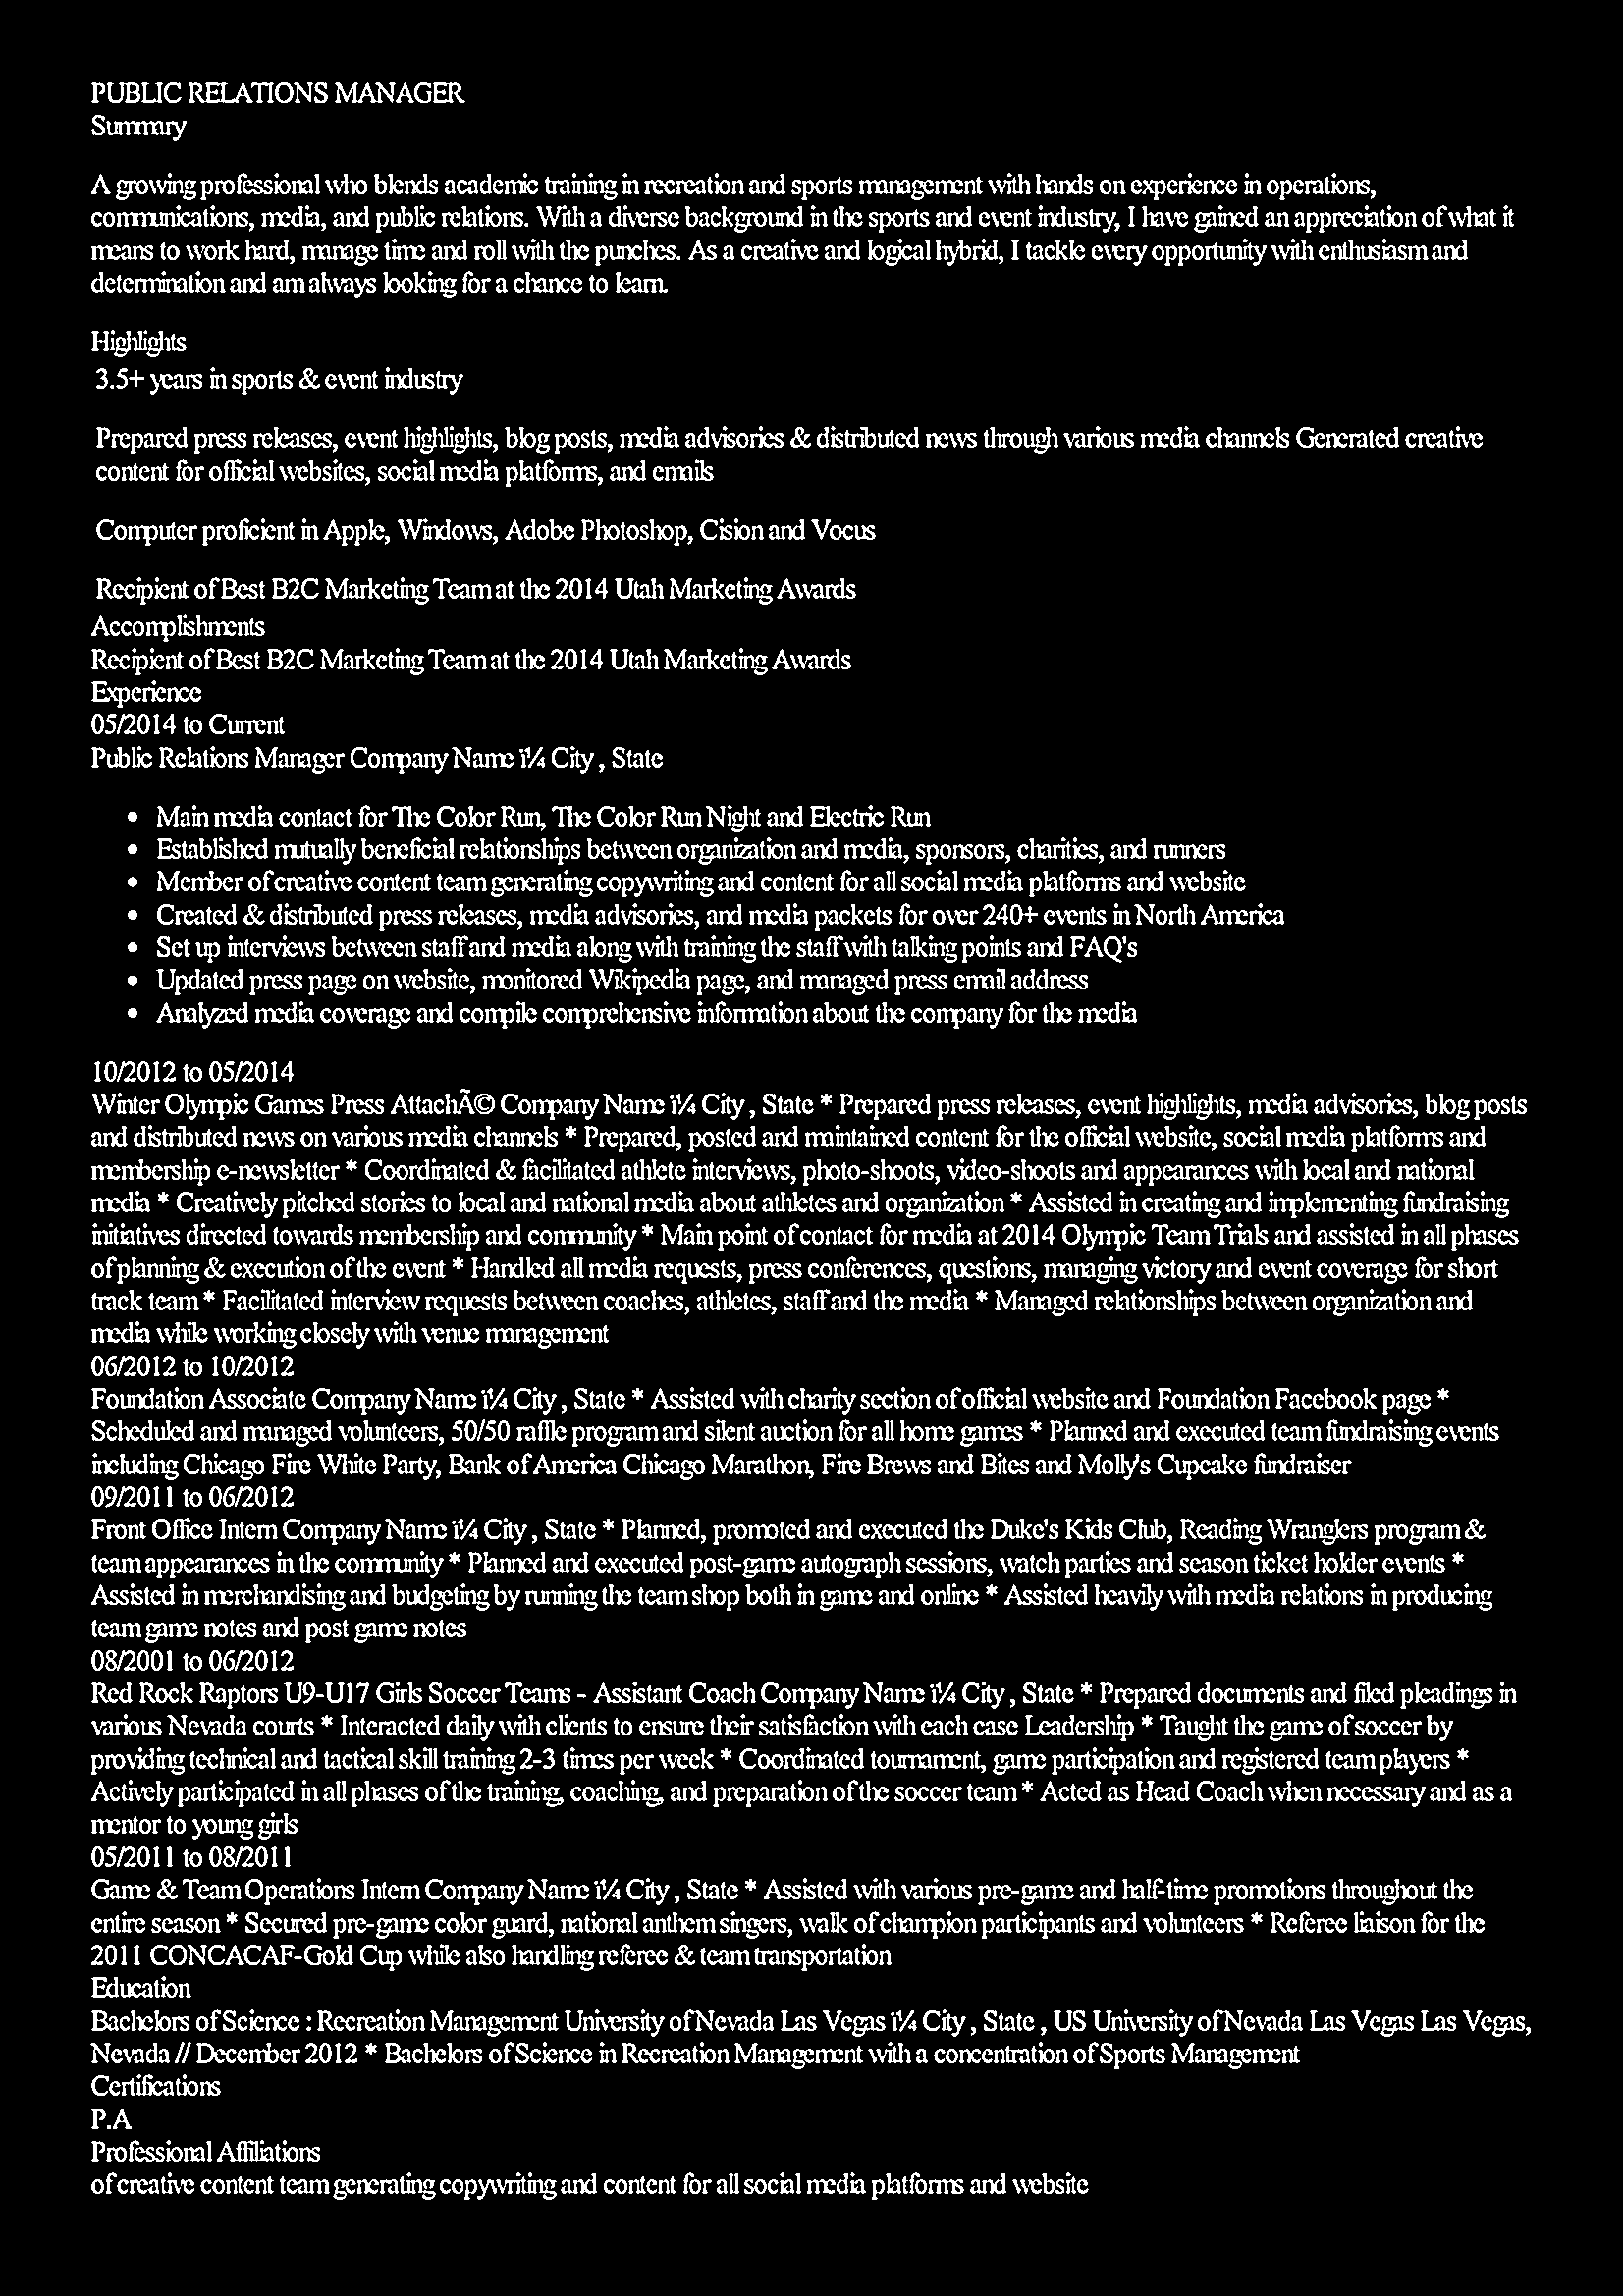 PUBLIC RELATIONS MANAGER
Summary
A growing professional who blends academic training in recreation and sports management with hands on experience in operations,
communications, media, and public relations. With a diverse background in the sports and event industry, I have gained an appreciation of what it
means to work hard, manage time and roll with the punches. As a creative and logical hybrid, I tackle every opportunity with enthusiasm and
determination and am always looking for a chance to learn.
Highlights
3.5+ years in sports & event industry
Prepared press releases, event highlights, blog posts, media advisories & distributed news through various media channels Generated creative
content for official websites, social media platforms, and emails
Computer proficient in Apple, Windows, Adobe Photoshop, Cision and Vocus
Recipient of Best B2C Marketing Team at the 2014 Utah Marketing Awards
Accomplishments
Recipient of Best B2C Marketing Team at the 2014 Utah Marketing Awards
Experience
05/2014 to Current
Public Relations Manager Company Name ï¼ City , State
• Main media contact for The Color Run, The Color Run Night and Electric Run
• Established mutually beneficial relationships between organization and media, sponsors, charities, and runners
• Member of creative content team generating copywriting and content for all social media platforms and website
• Created & distributed press releases, media advisories, and media packets for over 240+ events in North America
• Set up interviews between staff and media along with training the staff with talking points and FAQ's
• Updated press page on website, monitored Wikipedia page, and managed press email address
• Analyzed media coverage and compile comprehensive information about the company for the media
10/2012 to 05/2014
Winter Olympic Games Press AttachÃ© Company Name ï¼ City , State * Prepared press releases, event highlights, media advisories, blog posts
and distributed news on various media channels * Prepared, posted and maintained content for the official website, social media platforms and
membership e-newsletter * Coordinated & facilitated athlete interviews, photo-shoots, video-shoots and appearances with local and national
media * Creatively pitched stories to local and national media about athletes and organization * Assisted in creating and implementing fundraising
initiatives directed towards membership and community * Main point of contact for media at 2014 Olympic Team Trials and assisted in all phases
of planning & execution of the event * Handled all media requests, press conferences, questions, managing victory and event coverage for short
track team * Facilitated interview requests between coaches, athletes, staff and the media * Managed relationships between organization and
media while working closely with venue management
06/2012 to 10/2012
Foundation Associate Company Name ï¼ City , State * Assisted with charity section of official website and Foundation Facebook page *
Scheduled and managed volunteers, 50/50 raffle program and silent auction for all home games * Planned and executed team fundraising events
including Chicago Fire White Party, Bank of America Chicago Marathon, Fire Brews and Bites and Molly's Cupcake fundraiser
09/2011 to 06/2012
Front Office Intern Company Name ï¼ City , State * Planned, promoted and executed the Duke's Kids Club, Reading Wranglers program &
team appearances in the community * Planned and executed post-game autograph sessions, watch parties and season ticket holder events *
Assisted in merchandising and budgeting by running the team shop both in game and online * Assisted heavily with media relations in producing
team game notes and post game notes
08/2001 to 06/2012
Red Rock Raptors U9-U17 Girls Soccer Teams - Assistant Coach Company Name ï¼ City , State * Prepared documents and filed pleadings in
various Nevada courts * Interacted daily with clients to ensure their satisfaction with each case Leadership * Taught the game of soccer by
providing technical and tactical skill training 2-3 times per week * Coordinated tournament, game participation and registered team players *
Actively participated in all phases of the training, coaching, and preparation of the soccer team * Acted as Head Coach when necessary and as a
mentor to young girls
05/2011 to 08/2011
Game & Team Operations Intern Company Name ï¼ City , State * Assisted with various pre-game and half-time promotions throughout the
entire season * Secured pre-game color guard, national anthem singers, walk of champion participants and volunteers * Referee liaison for the
2011 CONCACAF-Gold Cup while also handling referee & team transportation
Education
Bachelors of Science : Recreation Management University of Nevada Las Vegas ï¼ City , State , US University of Nevada Las Vegas Las Vegas,
Nevada // December 2012 * Bachelors of Science in Recreation Management with a concentration of Sports Management
Certifications
P.A
Professional Affiliations
of creative content team generating copywriting and content for all social media platforms and website